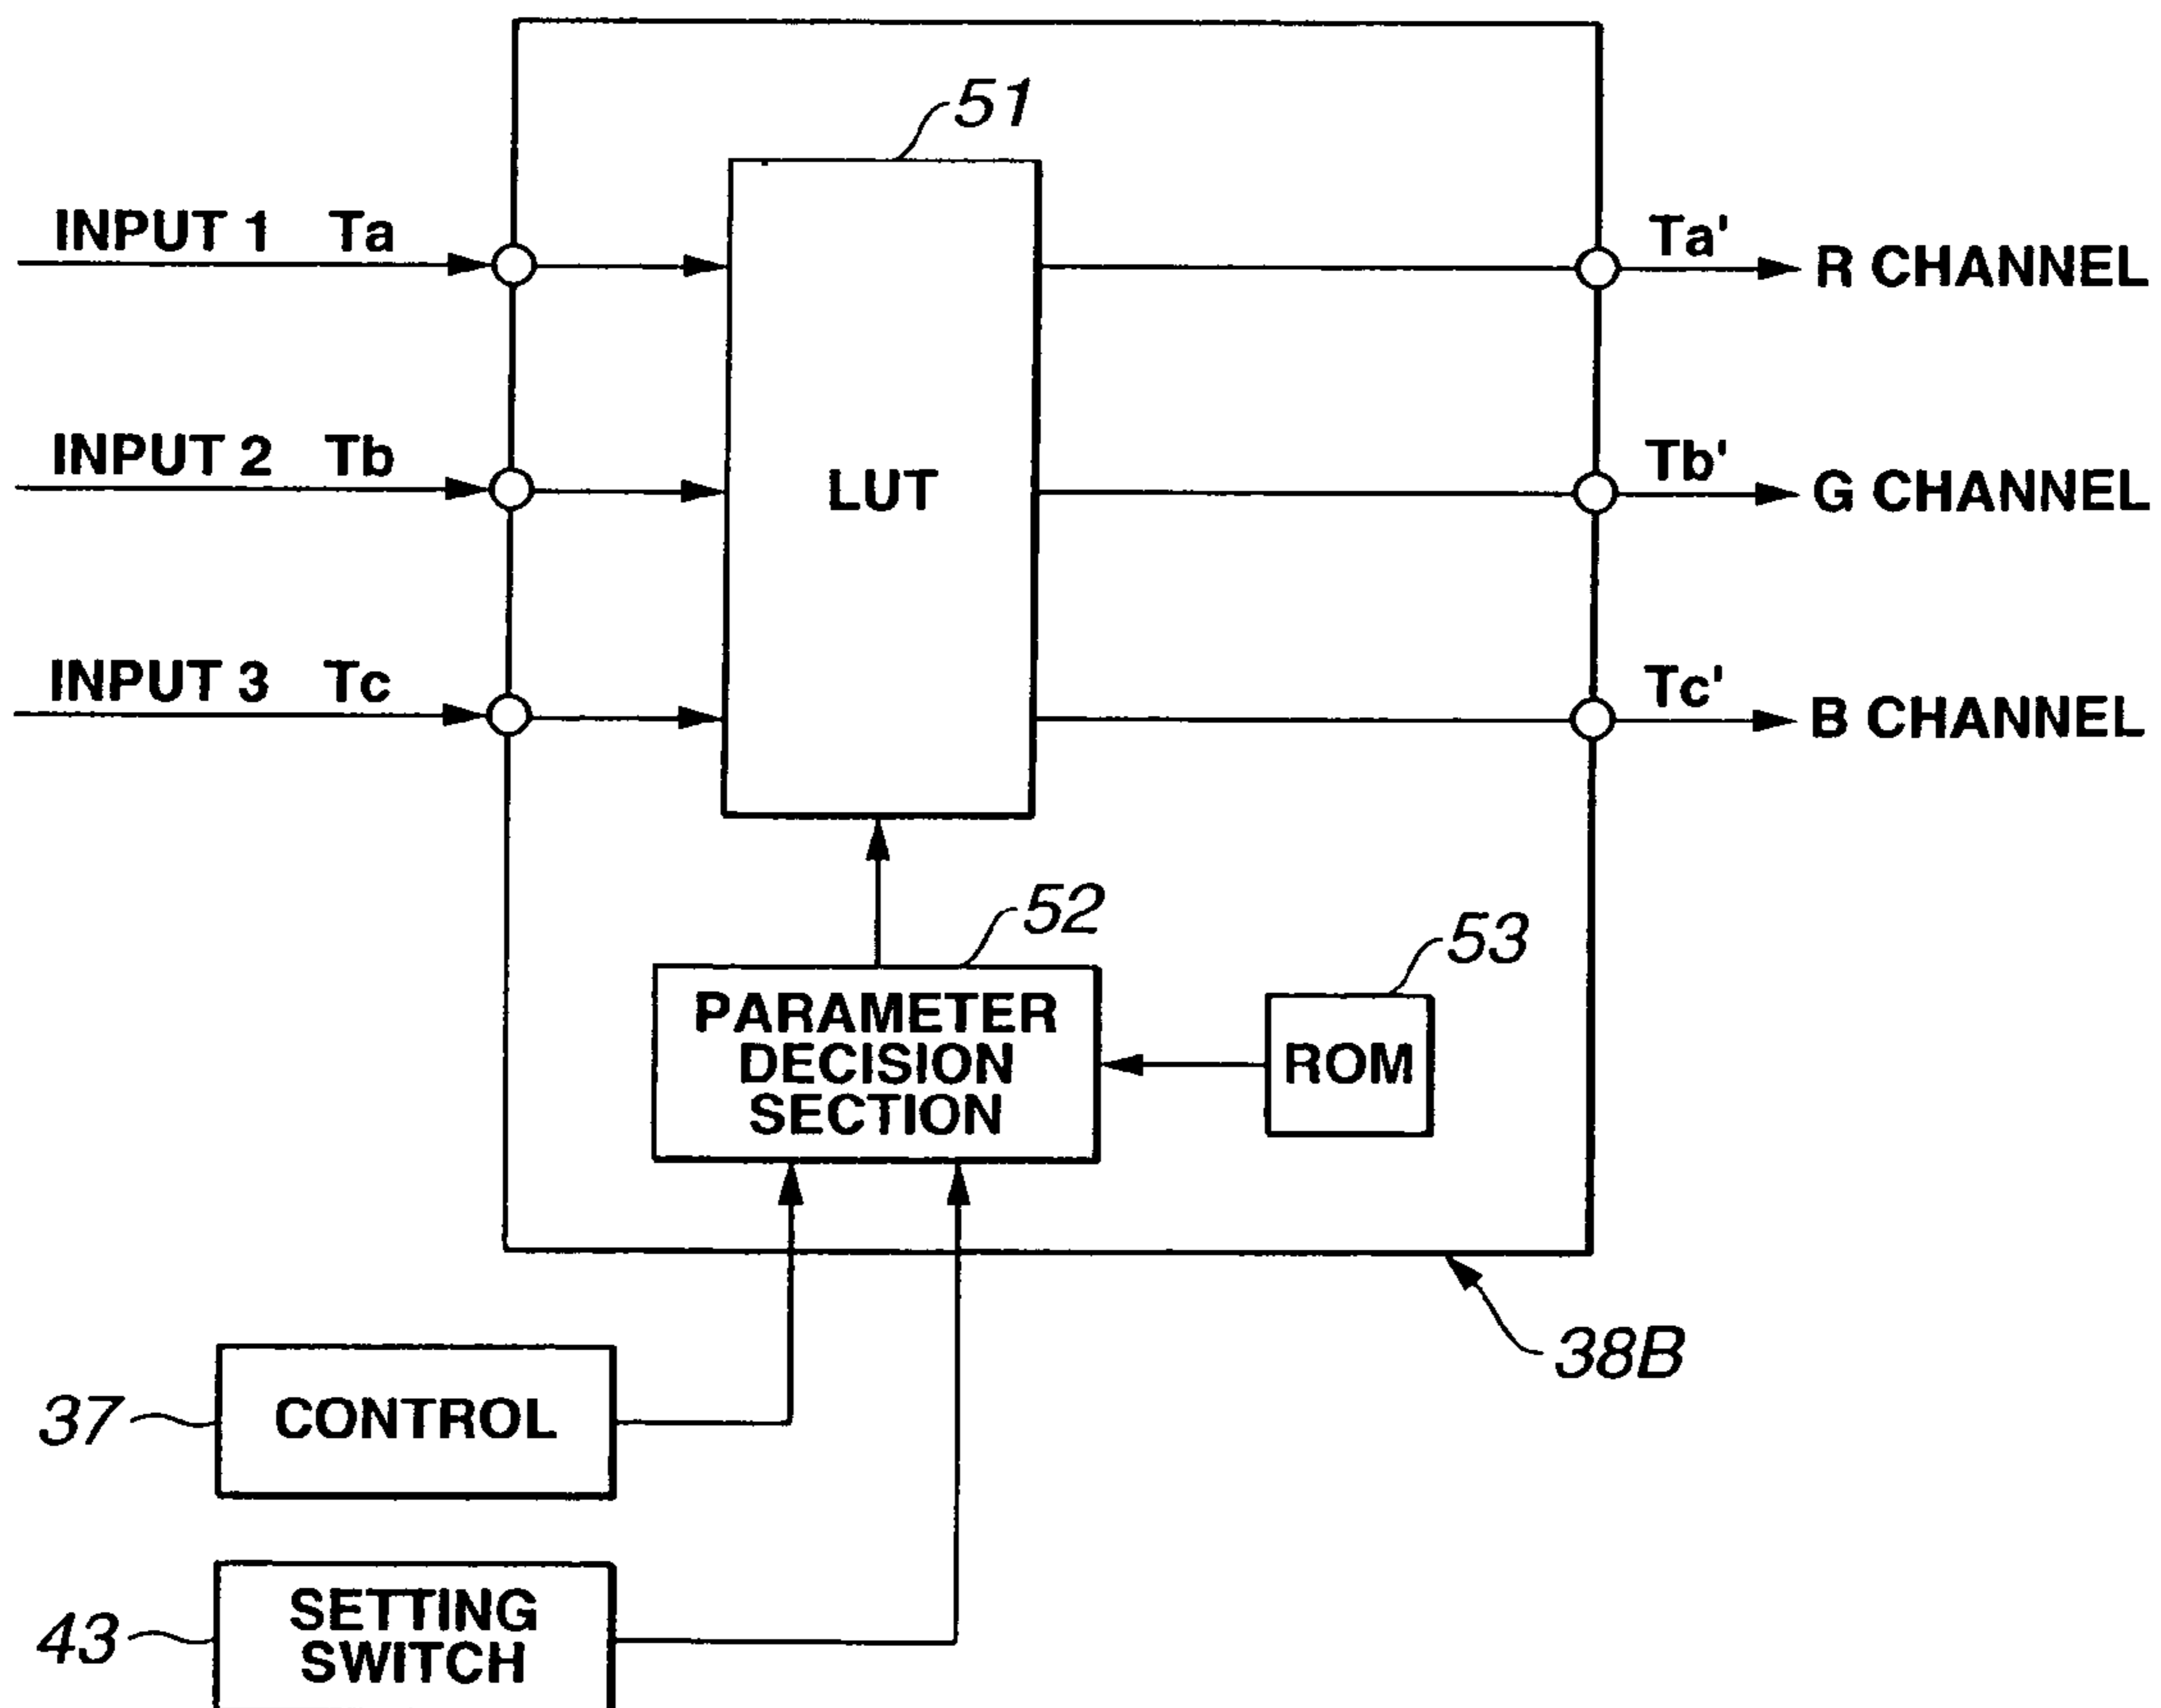 51
INPUT 1 Ta
Ta'
R CHANNEL
INPUT 2 Tb
LUT
Tb'
G CHANNEL
INPUT 3 Tc
Tc'
B CHANNEL
52
53
PARAMETER
DECISION
SECTION
ROM
38B
37
CONTROL
43
SETTING
SWITCH